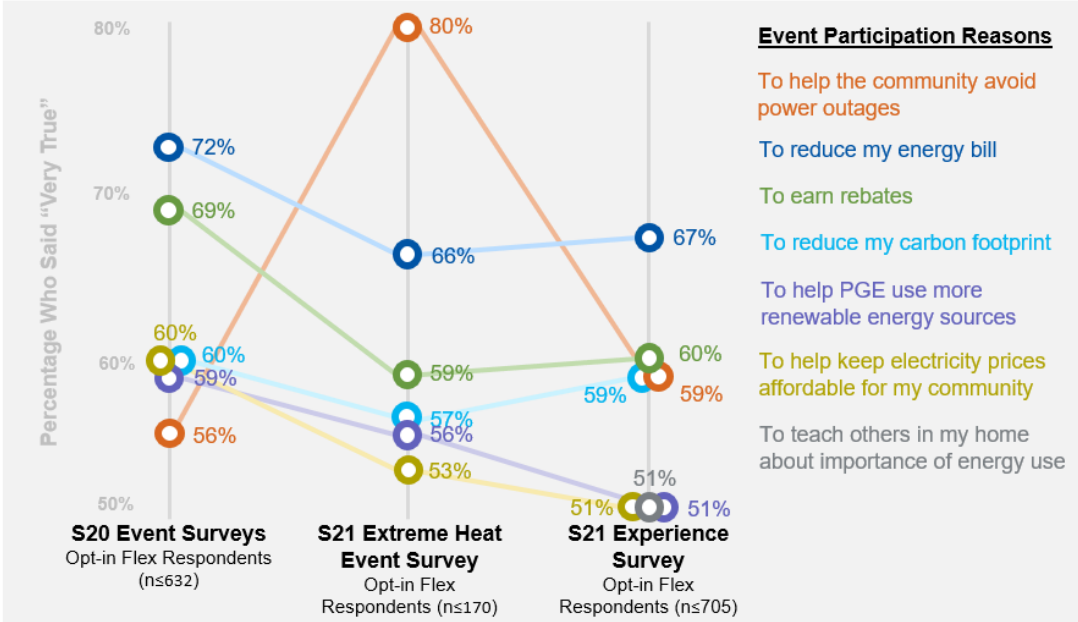 80%
80%
Event Participation Reasons
To help the community avoid
power outages
72%
To reduce my energy bill
70%
69%
To earn rebates
67%
66%
To reduce my carbon footprint
To help PGE use more
renewable energy sources
Percentage Who Said “Very True”
60%
60%
60%
60%
59%
59%
57%
56%
56%
59%
59%
53%
To help keep electricity prices
affordable for my community
To teach others in my home
about importance of energy use
51%
50%
51%
51%
S20 Event Surveys
Opt-in Flex Respondents
(n≤632)
S21 Extreme Heat
Event Survey
Opt-in Flex
Respondents (n≤170)
S21 Experience
Survey
Opt-in Flex
Respondents (n≤705)